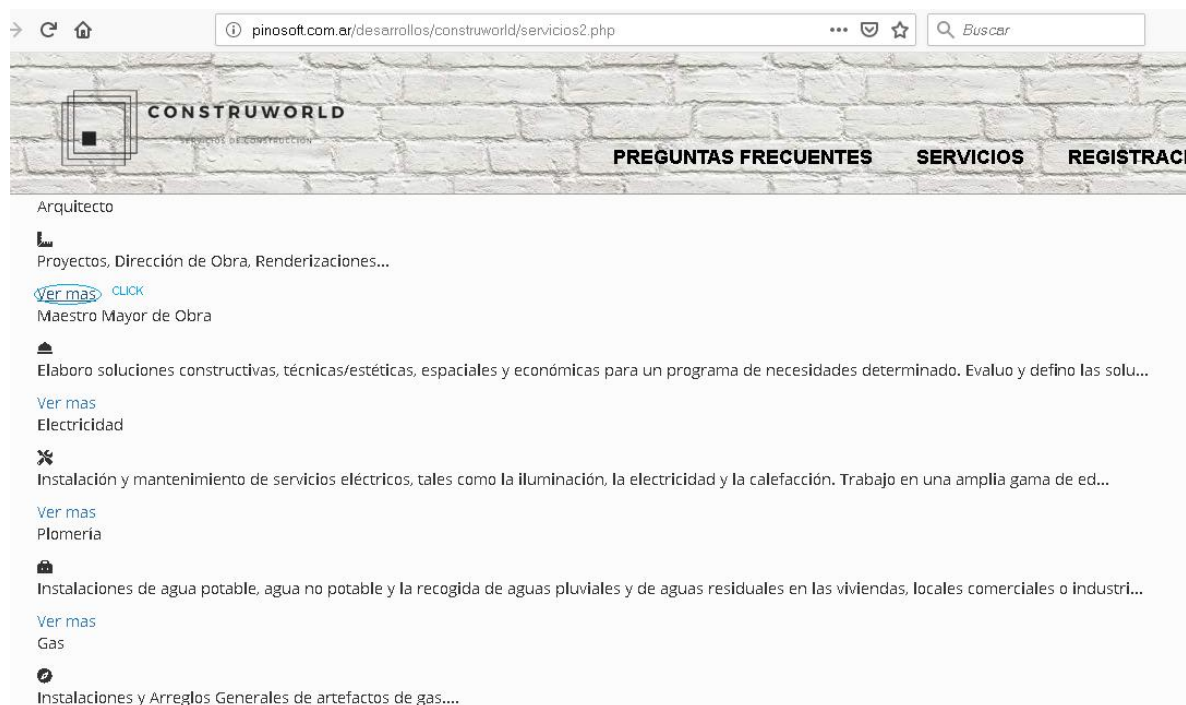 pinosoft.com.ar/desarrollos/construworld/servicios2.php
Buscar
CONSTRUWORLD
SERVICIOS DE CONSTRUCCIÓN
PREGUNTAS FRECUENTES SERVICIOS REGISTRACI
Arquitecto
Proyectos, Dirección de Obra, Renderizaciones...
Ver mas CLICK
Maestro Mayor de Obra
Elaboro soluciones constructivas, técnicas/estéticas, espaciales y económicas para un programa de necesidades determinado. Evaluo y defino las solu...
Ver mas
Electricidad
Instalación y mantenimiento de servicios eléctricos, tales como la iluminación, la electricidad y la calefacción. Trabajo en una amplia gama de ed...
Ver mas
Plomería
Instalaciones de agua potable, agua no potable y la recogida de aguas pluviales y de aguas residuales en las viviendas, locales comerciales o industri...
Ver mas
Gas
Instalaciones y Arreglos Generales de artefactos de gas....